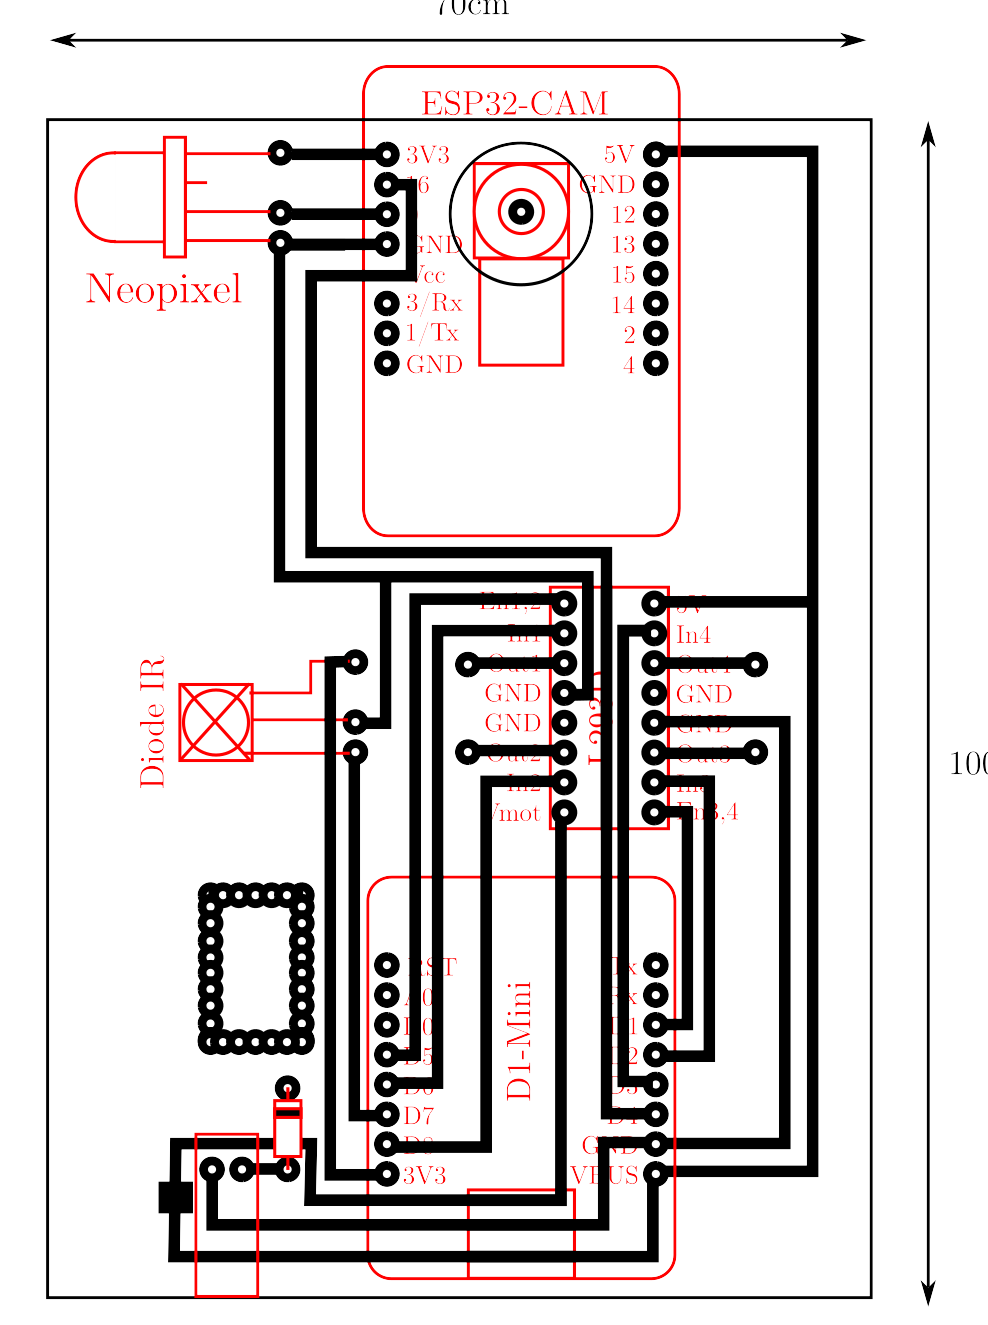 70cm
ESP32-CAM
3V3
5V
16
GND
12
GND
13
Vcc
15
Neopixel
3/Rx
14
1/Tx
2
GND
4
En1,2
5V
In1
In4
Out1
Out4
GND
GND
GND
GND
Out2
Out3
In2
Vmot
En3,4
Diode IR
L293D
100
RST
Tx
A0
Rx
D0
D1
D5
D2
D6
D3
D7
D4
D8
GND
3V3
VBUS
D1-Mini